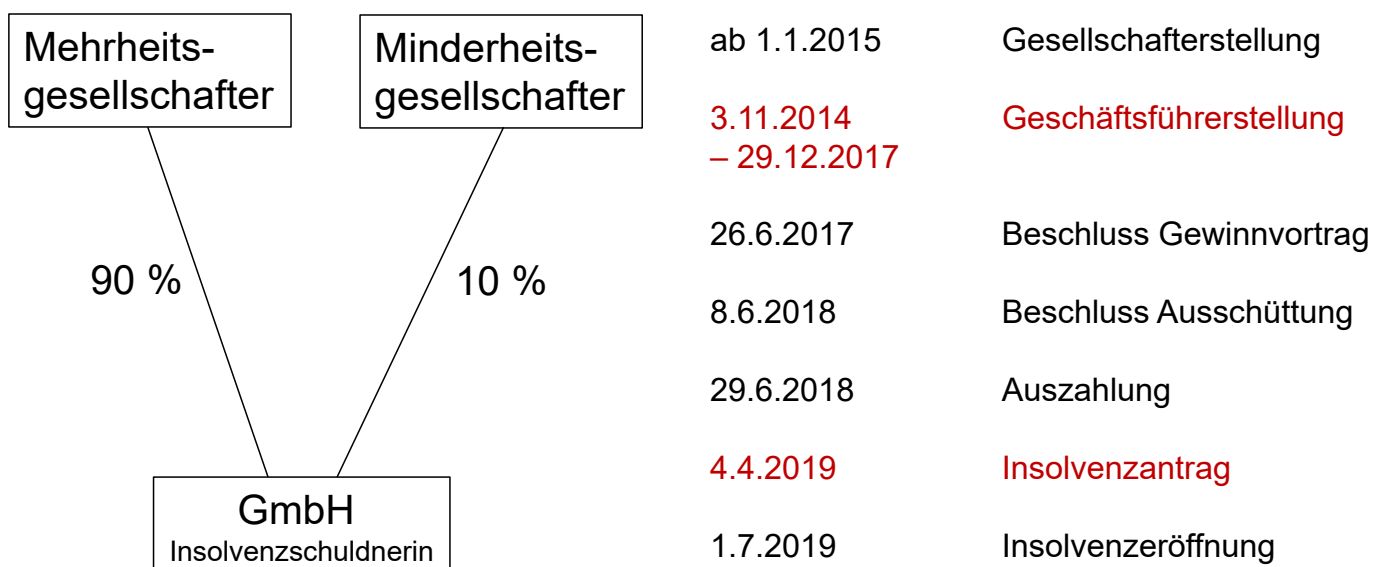 Mehrheits-
gesellschafter
Minderheits-
gesellschafter
90 %
10 %
GmbH
Insolvenzschuldnerin
ab 1.1.2015 Gesellschafterstellung
3.11.2014 Geschäftsführerstellung
– 29.12.2017
26.6.2017 Beschluss Gewinnvortrag
8.6.2018 Beschluss Ausschüttung
29.6.2018 Auszahlung
4.4.2019 Insolvenzantrag
1.7.2019 Insolvenzeröffnung